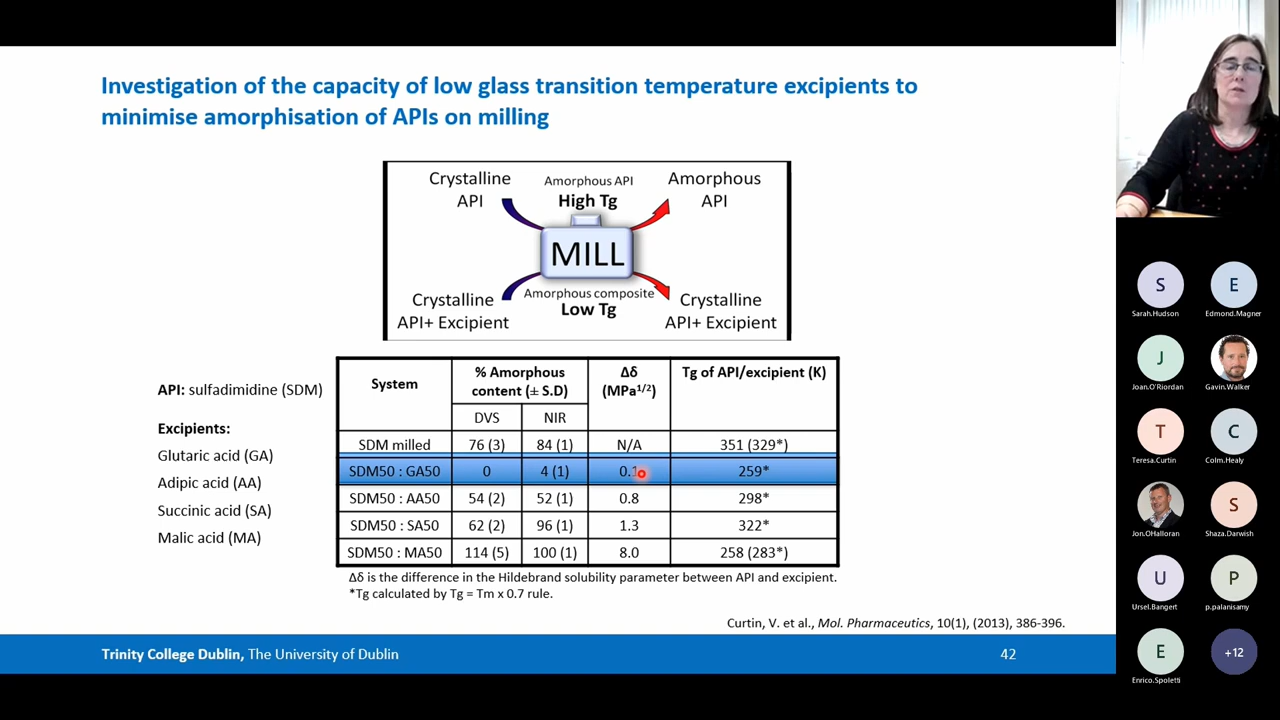 Investigation of the capacity of low glass transition temperature excipients to
minimise amorphisation of APIs on milling
Crystalline
API
Amorphous API
High Tg
Amorphous
API
MILL
Crystalline
API+ Excipient
Amorphous composite
Low Tg
Crystalline
API+ Excipient
API: sulfadimidine (SDM)
Excipients:
Glutaric acid (GA)
Adipic acid (AA)
Succinic acid (SA)
Malic acid (MA)
System
% Amorphous
content (± S.D)
Δδ
(MPa1/2)
Tg of API/excipient (K)
DVS
NIR
SDM milled 76 (3) 84 (1) N/A 351 (329*)
SDM50 : GA50 0 4 (1) 0.1 259*
SDM50 : AA50 54 (2) 52 (1) 0.8 298*
SDM50 : SA50 62 (2) 96 (1) 1.3 322*
SDM50 : MA50 114 (5) 100 (1) 8.0 258 (283*)
Δδ is the difference in the Hildebrand solubility parameter between API and excipient.
*Tg calculated by Tg = Tm x 0.7 rule.
Curtin, V. et al., Mol. Pharmaceutics, 10(1), (2013), 386-396.
Trinity College Dublin, The University of Dublin
42
S
Sarah.Hudson
E
Edmond.Magner
J
Joan.O'Riordan
Gavin.Walker
T
Teresa.Curtin
C
Colm.Healy
Jon.OHalloran
S
Shaza.Darwish
U
Ursel.Bangert
P
p.palanisamy
E
Enrico.Spoletti
+12